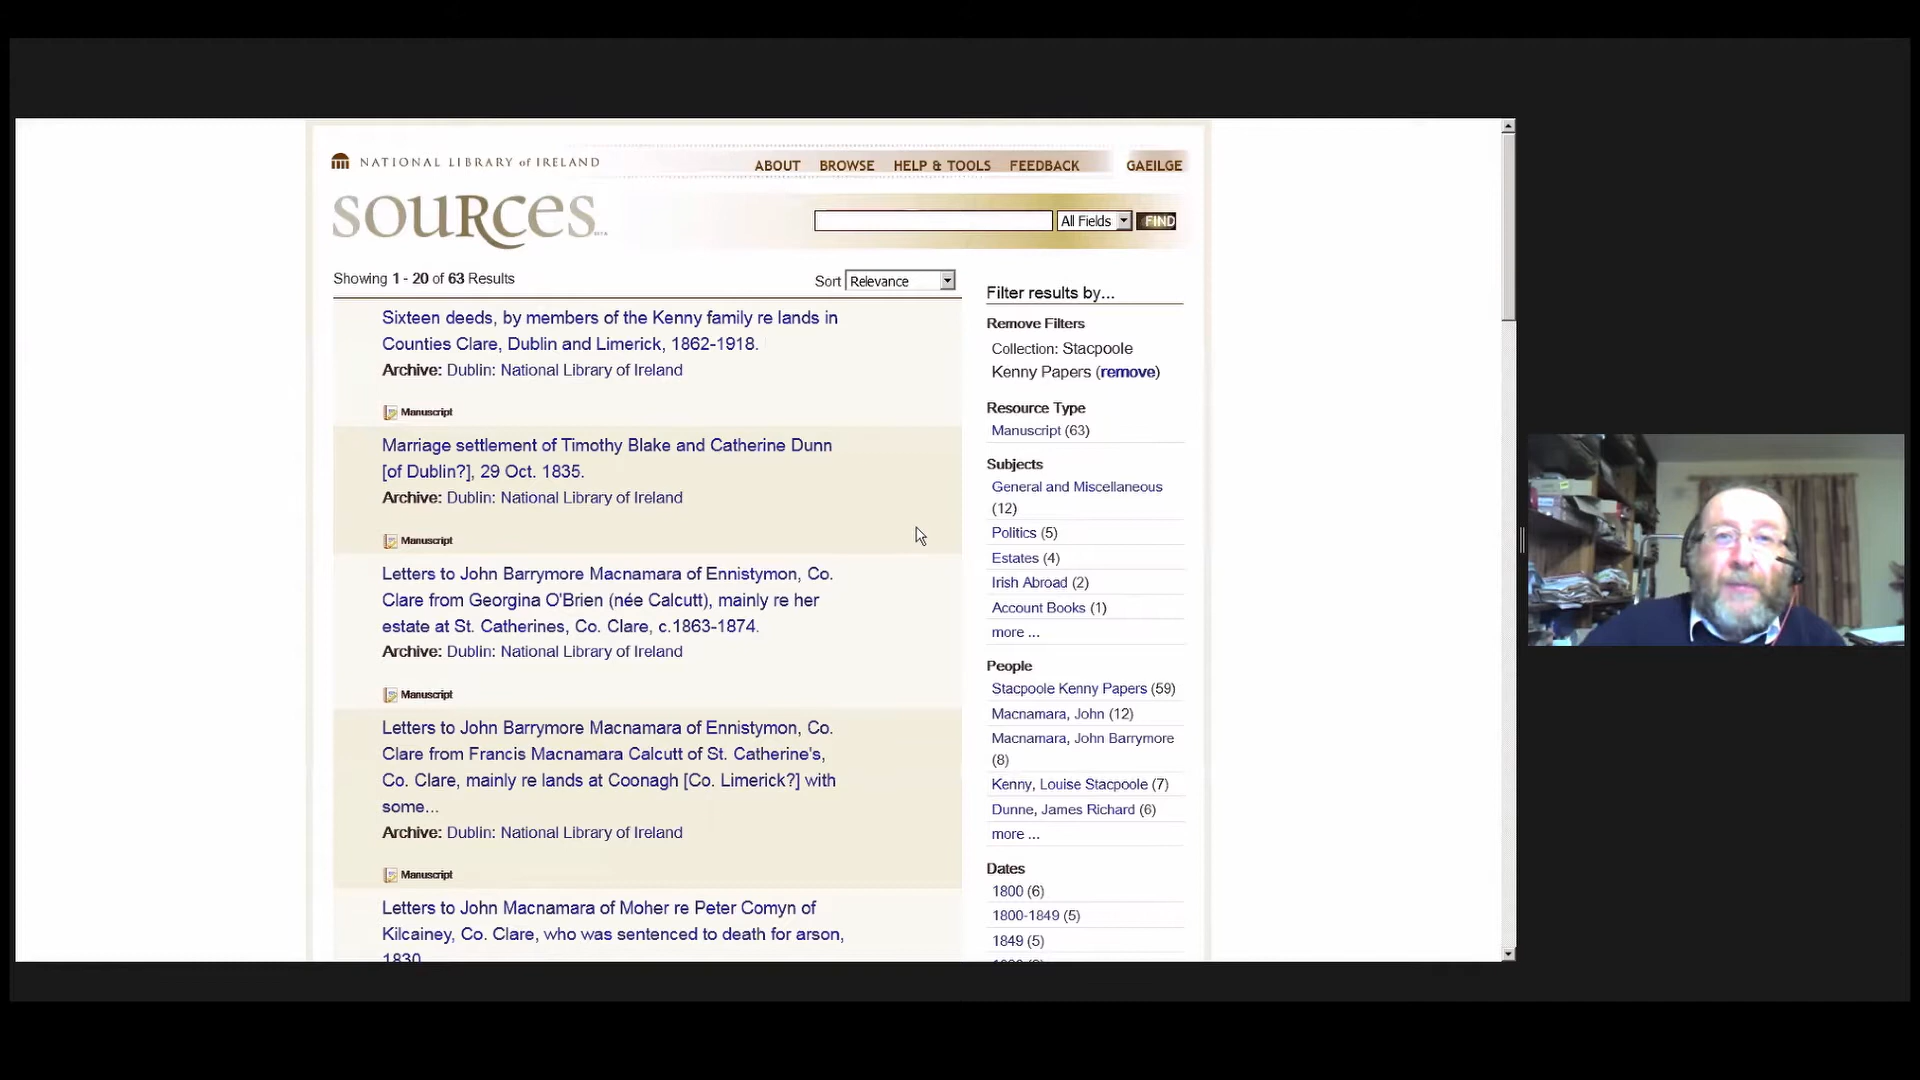 NATIONAL LIBRARY of IRELAND
ABOUT BROWSE HELP & TOOLS FEEDBACK GAEILGE
sources
All Fields FIND
Showing 1 - 20 of 63 Results
Sort Relevance
Sixteen deeds, by members of the Kenny family re lands in
Counties Clare, Dublin and Limerick, 1862-1918.
Archive: Dublin: National Library of Ireland
Manuscript
Marriage settlement of Timothy Blake and Catherine Dunn
[of Dublin?], 29 Oct. 1835.
Archive: Dublin: National Library of Ireland
Manuscript
Letters to John Barrymore Macnamara of Ennistymon, Co.
Clare from Georgina O'Brien (née Calcutt), mainly re her
estate at St. Catherines, Co. Clare, c.1863-1874.
Archive: Dublin: National Library of Ireland
Manuscript
Letters to John Barrymore Macnamara of Ennistymon, Co.
Clare from Francis Macnamara Calcutt of St. Catherine's,
Co. Clare, mainly re lands at Coonagh [Co. Limerick?] with
some...
Archive: Dublin: National Library of Ireland
Manuscript
Letters to John Macnamara of Moher re Peter Comyn of
Kilcainey, Co. Clare, who was sentenced to death for arson,
1830
Filter results by...
Remove Filters
Collection: Stacpoole
Kenny Papers (remove)
Resource Type
Manuscript (63)
Subjects
General and Miscellaneous
(12)
Politics (5)
Estates (4)
Irish Abroad (2)
Account Books (1)
more ...
People
Stacpoole Kenny Papers (59)
Macnamara, John (12)
Macnamara, John Barrymore
(8)
Kenny, Louise Stacpoole (7)
Dunne, James Richard (6)
more ...
Dates
1800 (6)
1800-1849 (5)
1849 (5)